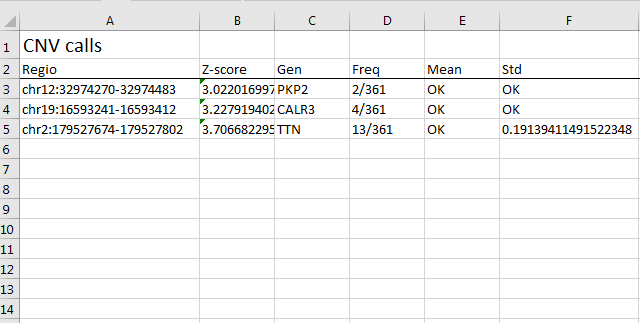 A B C D E F
1 CNV calls
2 Regio Z-score Gen Freq Mean Std
3 chr12:32974270-32974483 3.022016997 PKP2 2/361 OK OK
4 chr19:16593241-16593412 3.227919402 CALR3 4/361 OK OK
5 chr2:179527674-179527802 3.706682295 TTN 13/361 OK 0.19139411491522348
6
7
8
9
10
11
12
13
14